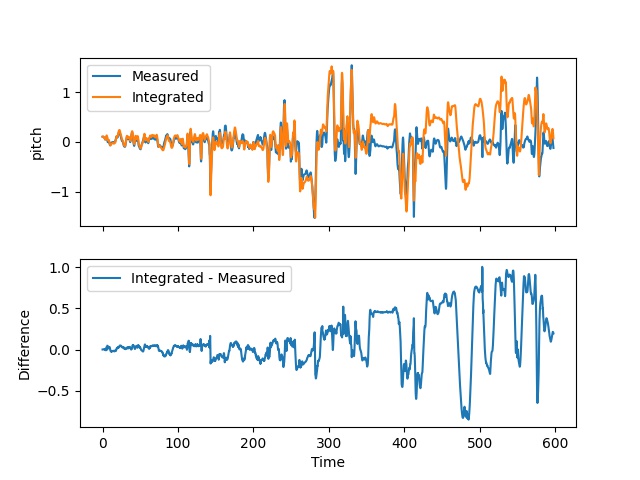 Measured
Integrated
1
0
−1
pitch
Integrated - Measured
1.0
0.5
0.0
−0.5
Difference
0 100 200 300 400 500 600
Time